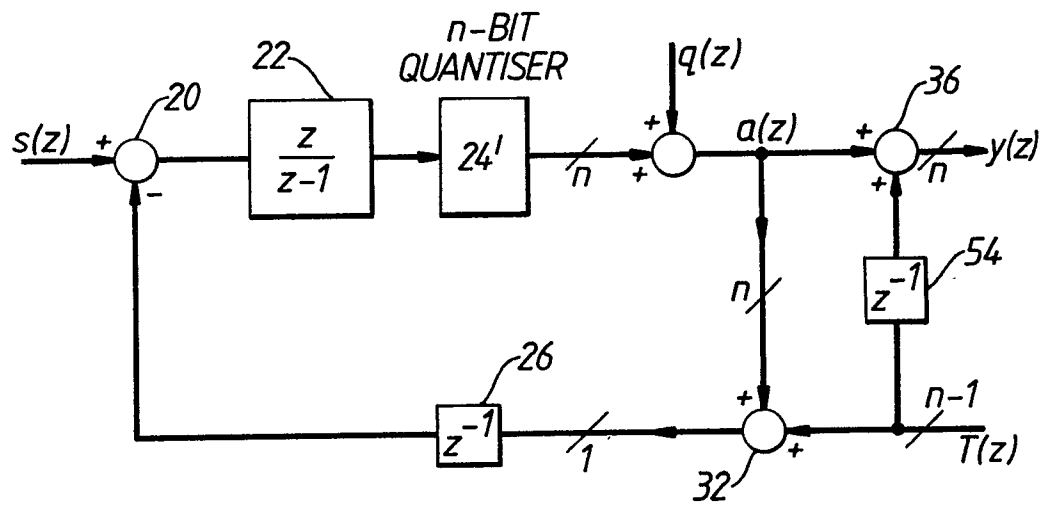 n-BIT
QUANTISER
22
q(z)
36
20
s(z)
+
-
z
z-1
24'
n
+
+
a(z)
+
+
n
y(z)
54
z-1
n
26
z-1
1
+
+
32
n-1
T(z)